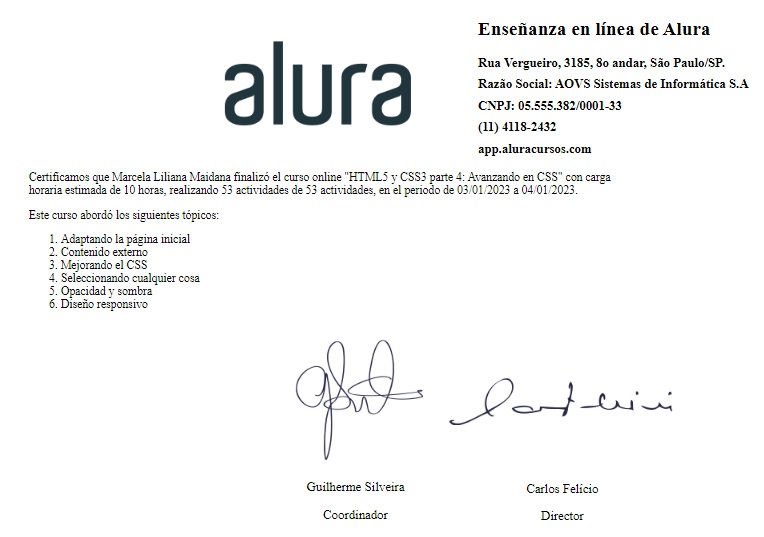 alura
Enseñanza en línea de Alura
Rua Vergueiro, 3185, 8o andar, São Paulo/SP.
Razão Social: AOVS Sistemas de Informática S.A
CNPJ: 05.555.382/0001-33
(11) 4118-2432
app.aluracursos.com
Certificamos que Marcela Liliana Maidana finalizó el curso online "HTML5 y CSS3 parte 4: Avanzando en CSS" con carga
horaria estimada de 10 horas, realizando 53 actividades de 53 actividades, en el periodo de 03/01/2023 a 04/01/2023.
Este curso abordó los siguientes tópicos:
1. Adaptando la página inicial
2. Contenido externo
3. Mejorando el CSS
4. Seleccionando cualquier cosa
5. Opacidad y sombra
6. Diseño responsivo
Guilherme Silveira
Coordinador
Carlos Felício
Director